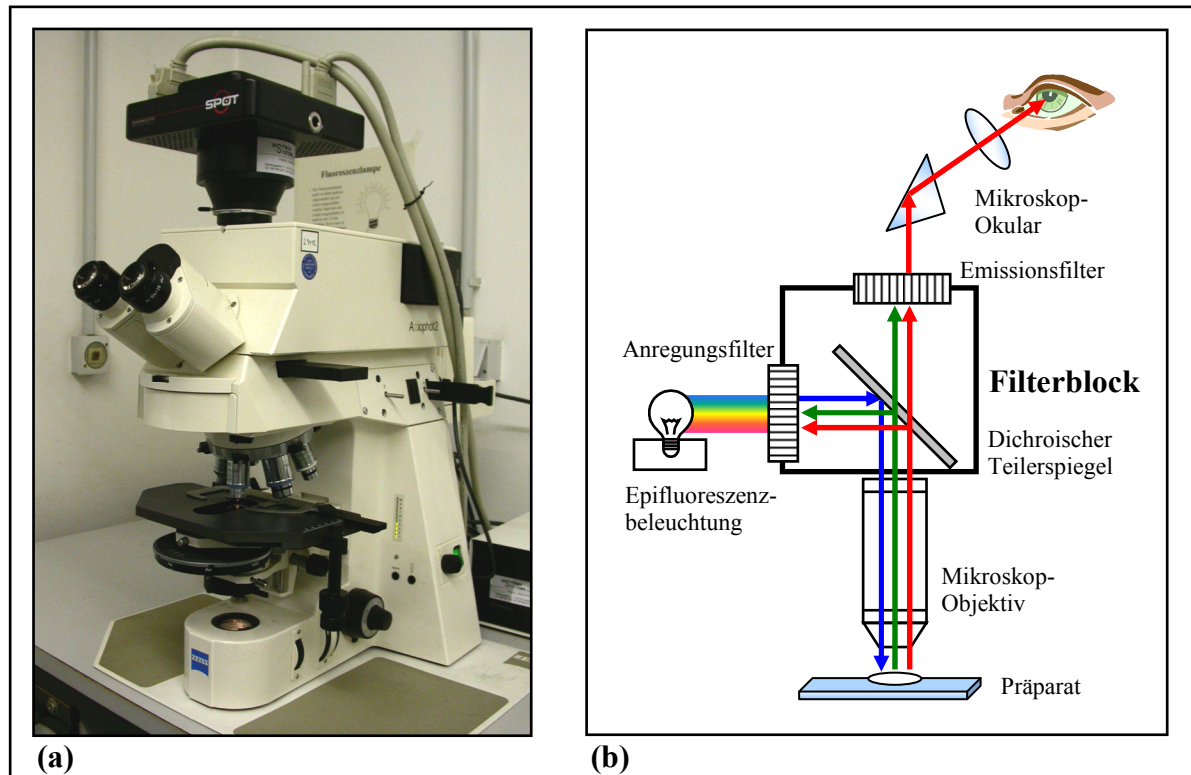 SPOT
Fluoreszenzlampe
Axiophot2
ZEISS
(a)
Mikroskop-
Okular
Emissionsfilter
Anregungsfilter
Filterblock
Dichroischer
Teilerspiegel
Epifluoreszenz-
beleuchtung
Mikroskop-
Objektiv
Präparat
(b)